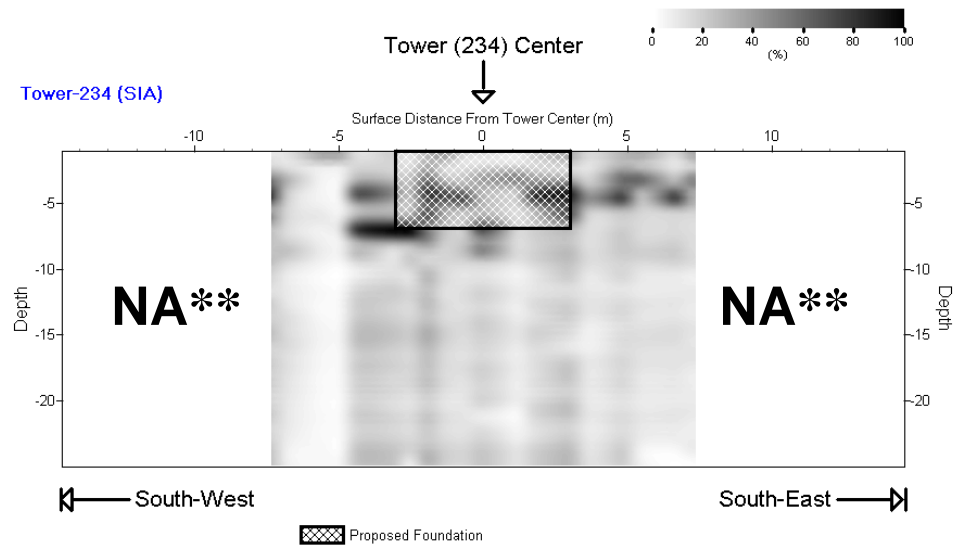 0 20 40 60 80 100
(%)
Tower (234) Center
Tower-234 (SIA)
Surface Distance From Tower Center (m)
-10 -5 0 5 10
-5 -5
-10 -10
NA** NA**
Depth Depth
-15 -15
-20 -20
South-West South-East
Proposed Foundation